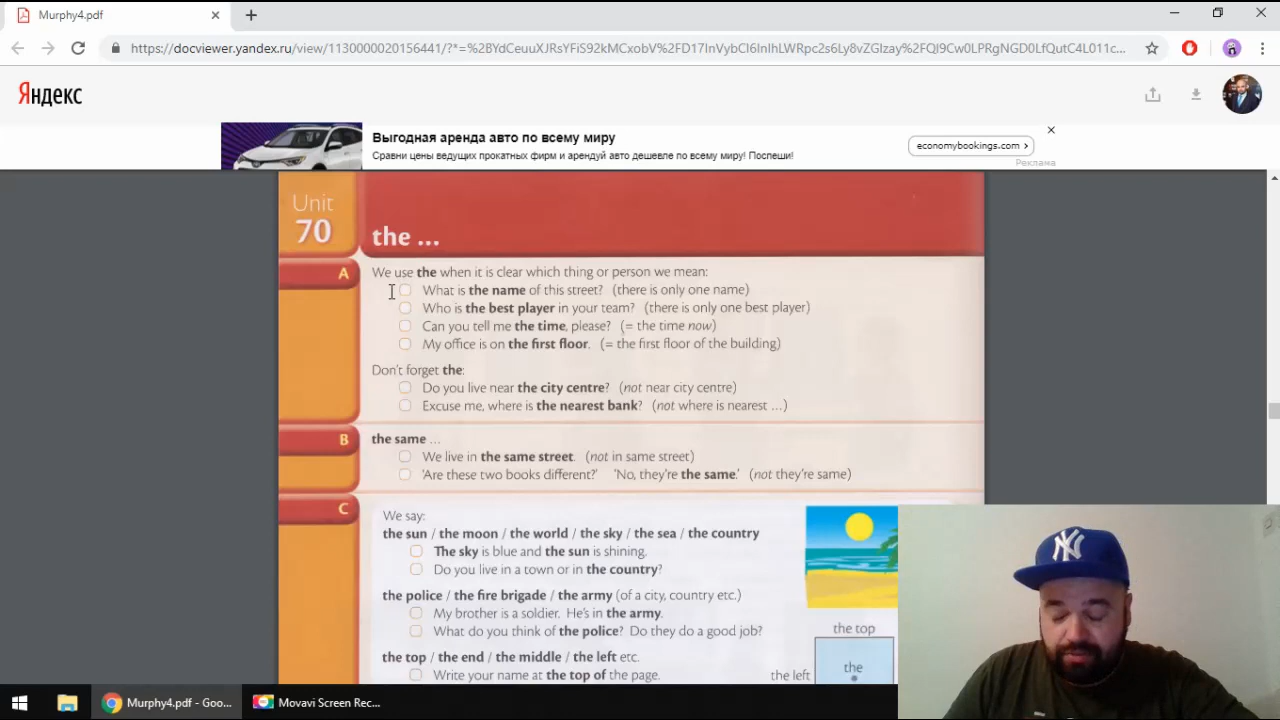 Murphy4.pdf
https://docviewer.yandex.ru/view/1130000020156441/?*=%2BYdCeuuXJRsYFiS92kMCxobV%2FD17InVybCI6InlhLWRpc2s6Ly8vZGlzay%2FQl9Cw0LPRgNGD0LfQutC4L011c...
Яндекс
Выгодная аренда авто по всему миру
Сравни цены ведущих прокатных фирм и арендуй авто дешевле по всему миру! Поспеши!
economybookings.com
Реклама
Unit
70
the ...
A
We use the when it is clear which thing or person we mean:
What is the name of this street? (there is only one name)
Who is the best player in your team? (there is only one best player)
Can you tell me the time, please? (= the time now)
My office is on the first floor. (= the first floor of the building)
Don't forget the:
Do you live near the city centre? (not near city centre)
Excuse me, where is the nearest bank? (not where is nearest ...)
B
the same ...
We live in the same street. (not in same street)
'Are these two books different?' 'No, they're the same.' (not they're same)
C
We say:
the sun / the moon / the world / the sky / the sea / the country
The sky is blue and the sun is shining.
Do you live in a town or in the country?
the police / the fire brigade / the army (of a city, country etc.)
My brother is a soldier. He's in the army.
What do you think of the police? Do they do a good job?
the top / the end / the middle / the left etc.
Write your name at the top of the page.
the top
the left
the
NY
Murphy4.pdf - Goo...
Movavi Screen Rec...